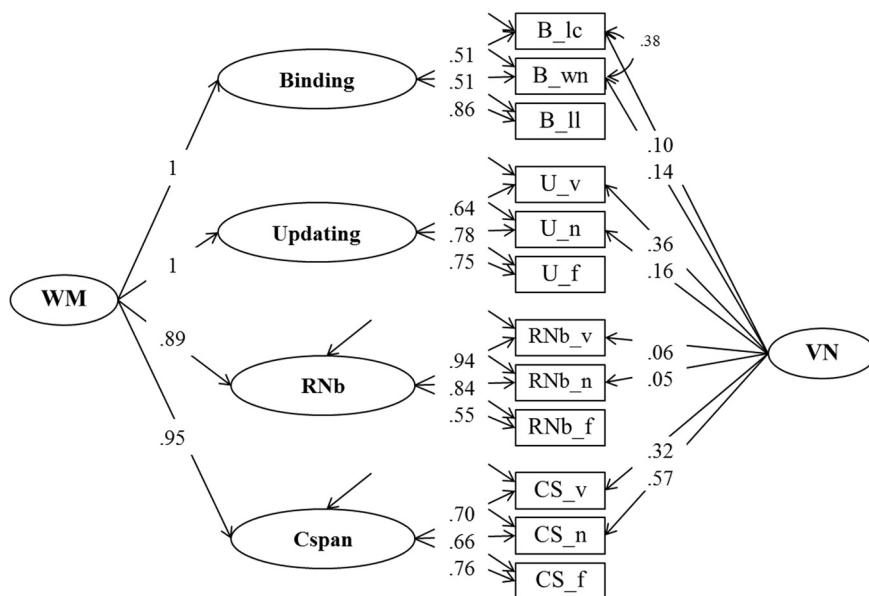 B_lc
.38
.51
Binding
B_wn
.51
.86
B_ll
.10
1
.14
U_v
.64
Updating
U_n
.78
.36
1
.75
U_f
.16
WM
.89
RNb_v
.06
.94
VN
RNb
RNb_n
.05
.84
.55
RNb_f
.95
.32
.57
CS_v
.70
Cspan
CS_n
.66
.76
CS_f